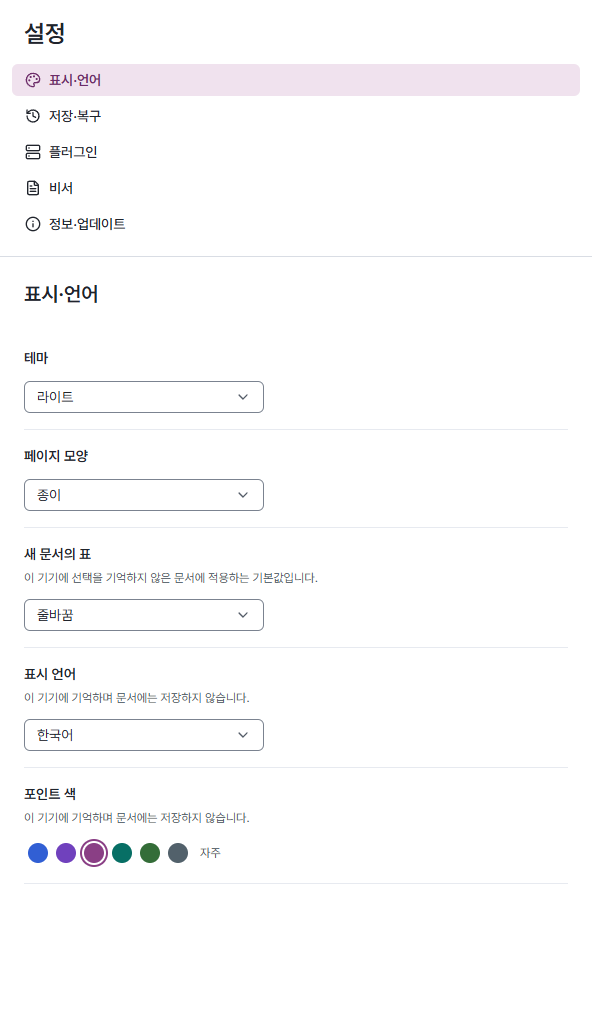 설정
표시·언어
저장·복구
플러그인
비서
정보·업데이트
표시·언어
테마
라이트
페이지 모양
종이
새 문서의 표
이 기기에 선택을 기억하지 않은 문서에 적용하는 기본값입니다.
줄바꿈
표시 언어
이 기기에 기억하며 문서에는 저장하지 않습니다.
한국어
포인트 색
이 기기에 기억하며 문서에는 저장하지 않습니다.
자주